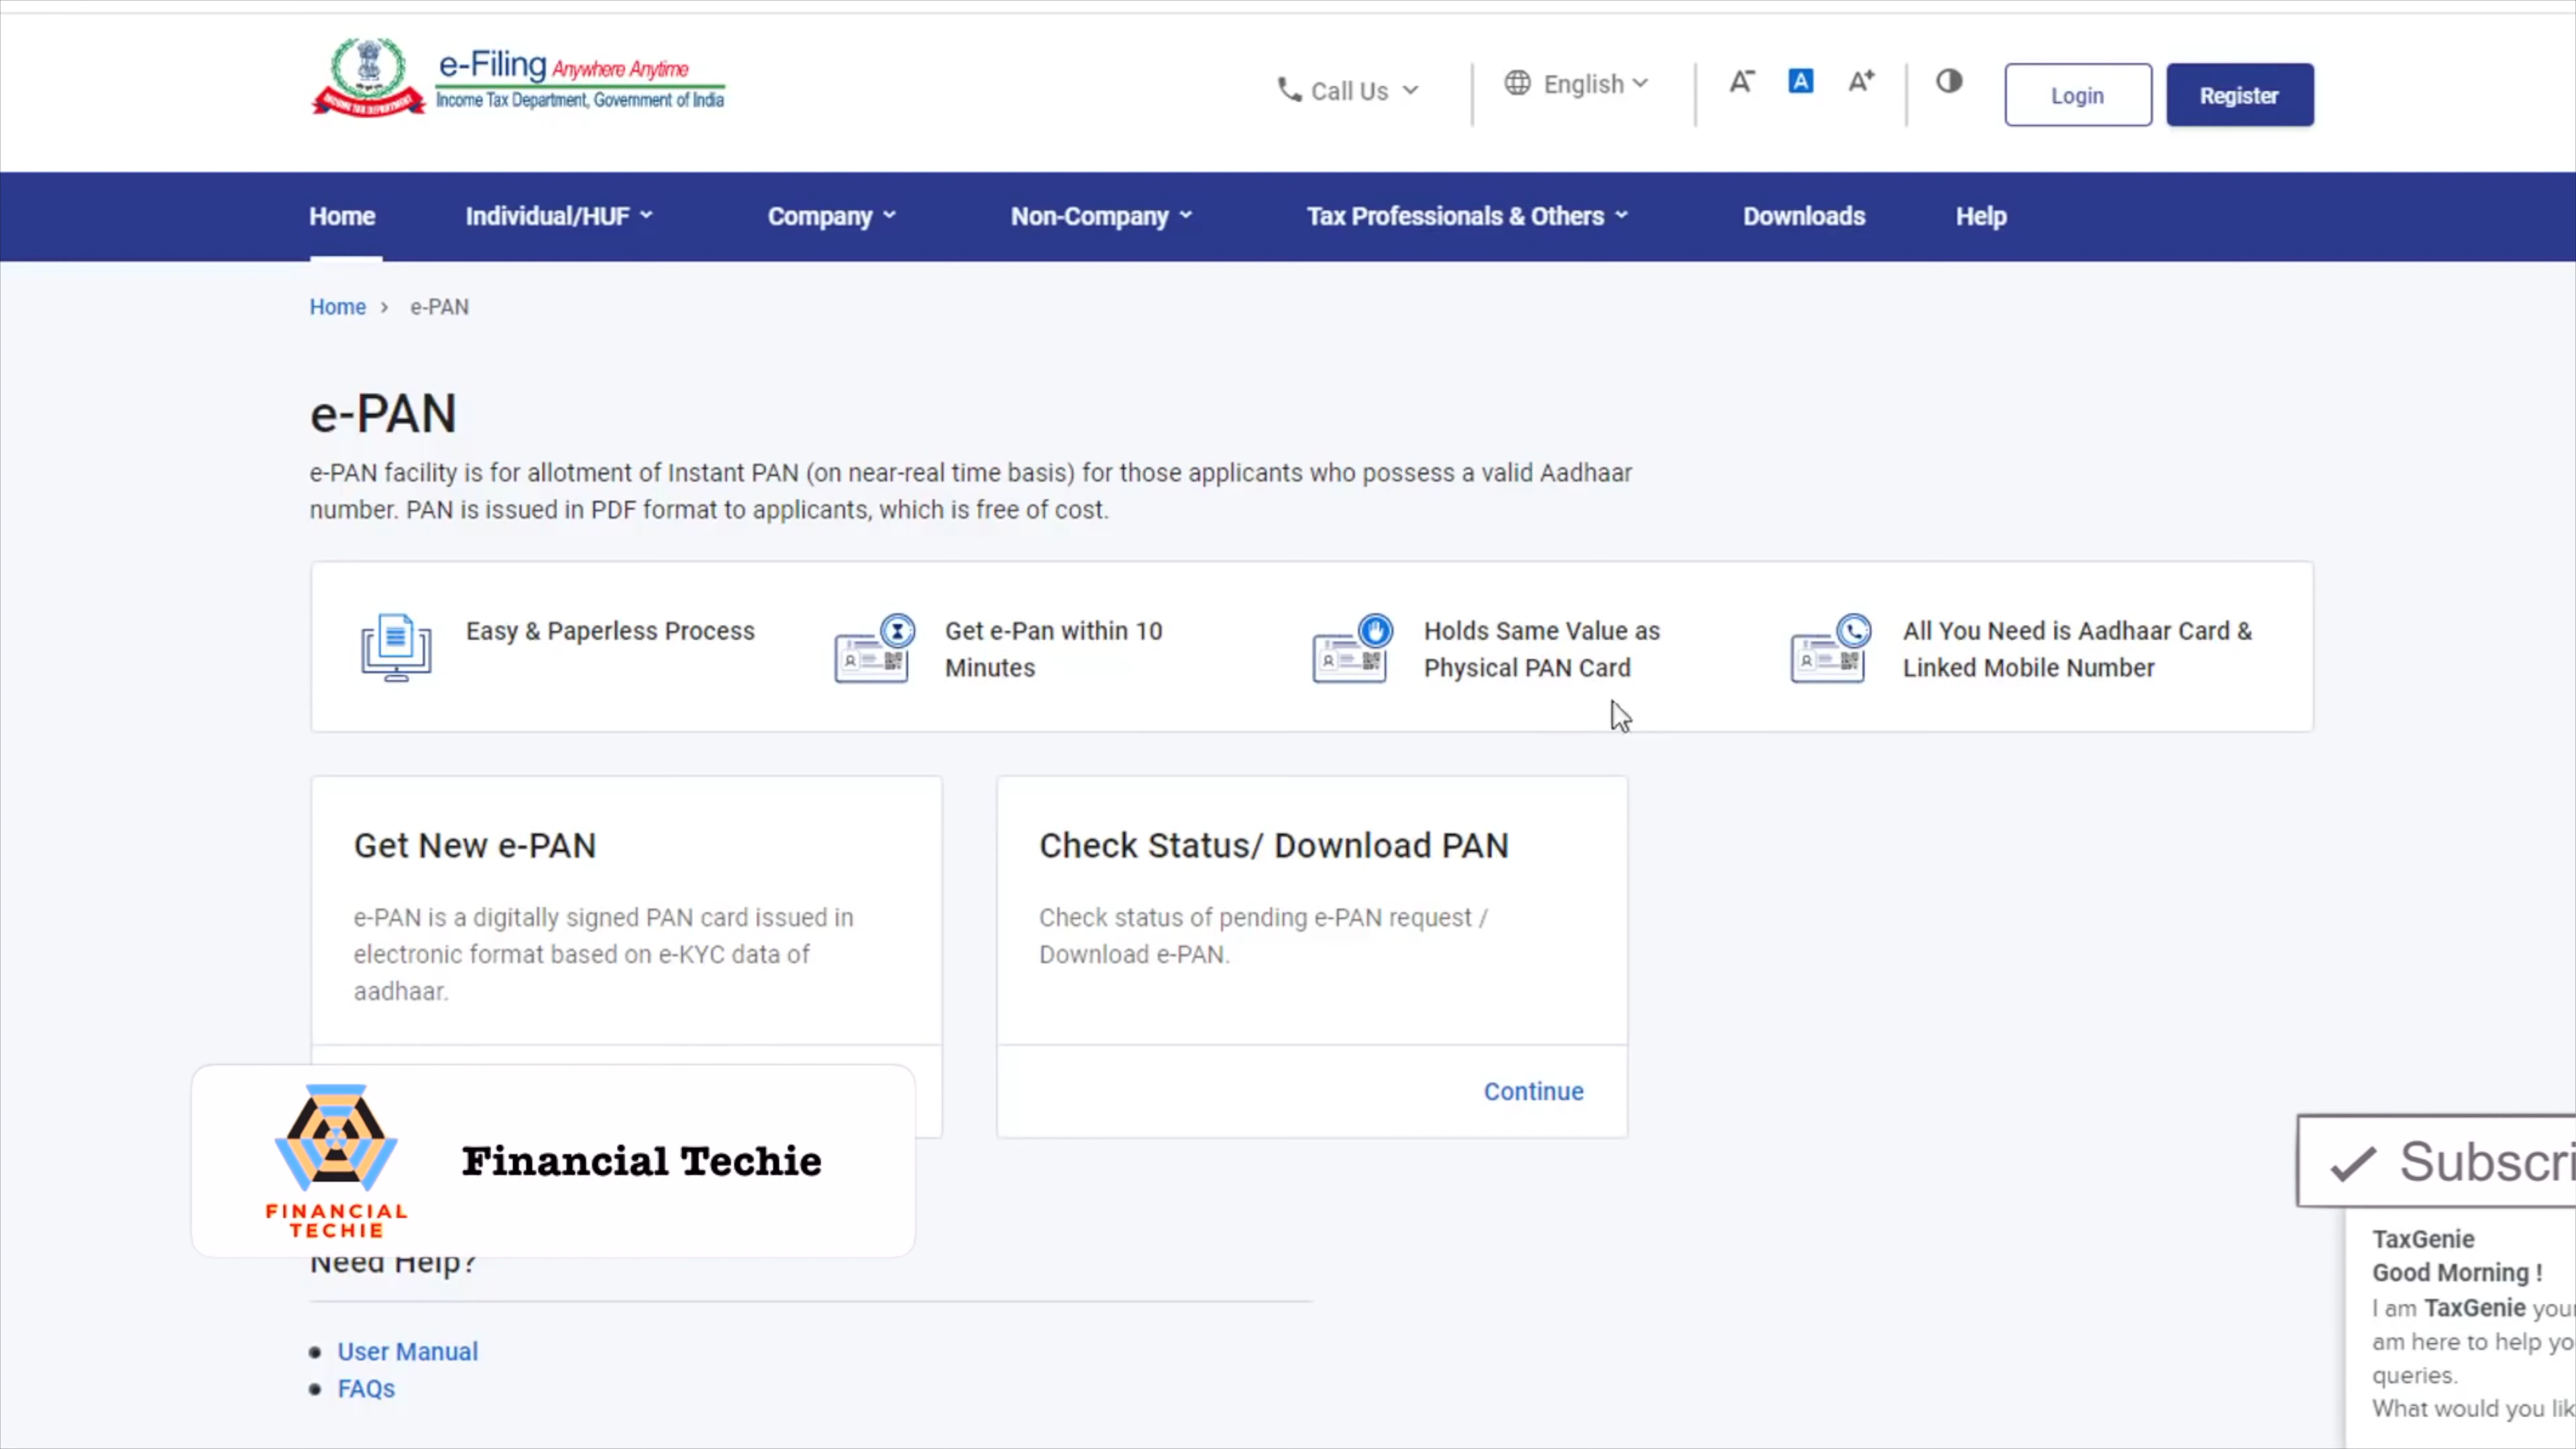 e-Filing Anywhere Anytime
Income Tax Department, Government of India
INCOME TAX DEPARTMENT
Call Us
English
A-
A
A+
Login
Register
Home
Individual/HUF
Company
Non-Company
Tax Professionals & Others
Downloads
Help
Home > e-PAN
e-PAN
e-PAN facility is for allotment of Instant PAN (on near-real time basis) for those applicants who possess a valid Aadhaar
number. PAN is issued in PDF format to applicants, which is free of cost.
Easy & Paperless Process
Get e-Pan within 10
Minutes
Holds Same Value as
Physical PAN Card
All You Need is Aadhaar Card &
Linked Mobile Number
Get New e-PAN
e-PAN is a digitally signed PAN card issued in
electronic format based on e-KYC data of
aadhaar.
Check Status/ Download PAN
Check status of pending e-PAN request /
Download e-PAN.
Continue
FINANCIAL
TECHIE
Financial Techie
Need Help?
User Manual
FAQs
Subscri
TaxGenie
Good Morning !
I am TaxGenie you
am here to help yo
queries.
What would you lik